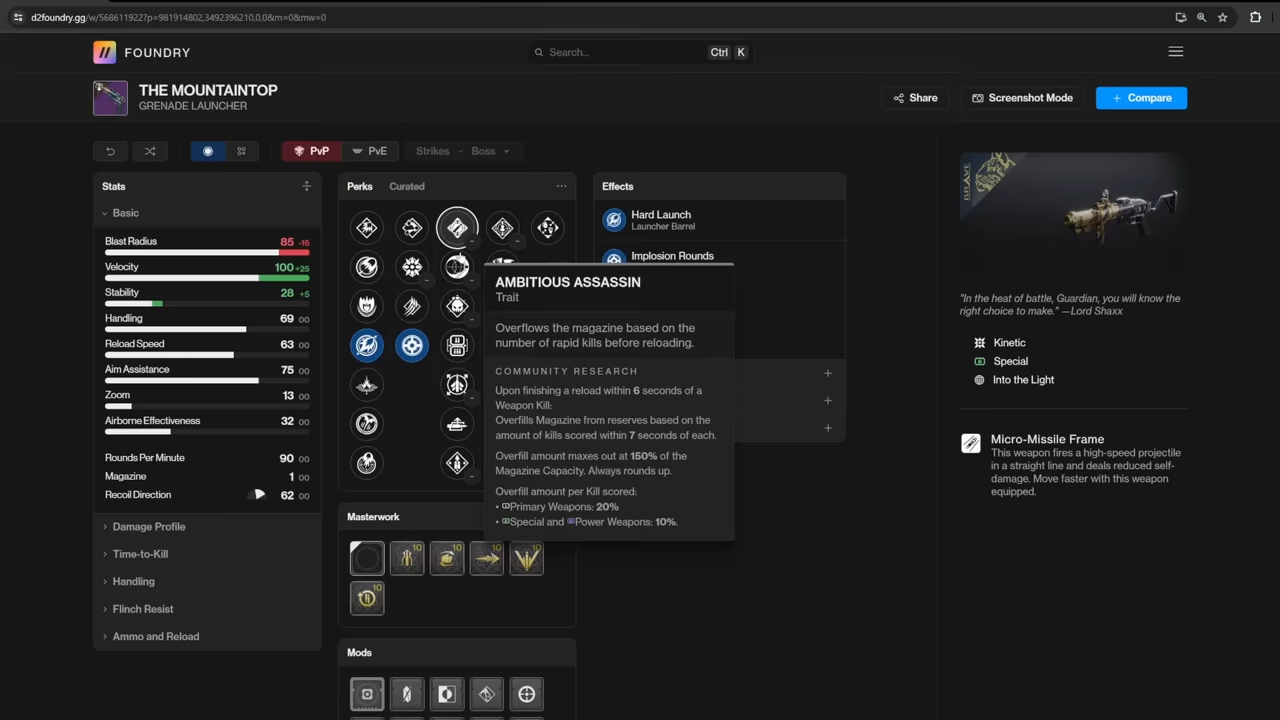 d2foundry.gg/w/568611922?p=981914802,3492396210,0,0&m=0&mw=0
FOUNDRY
Search...
Ctrl K
THE MOUNTAINTOP
GRENADE LAUNCHER
Share
Screenshot Mode
+ Compare
PvP
PvE
Strikes - Boss
Stats
Basic
Blast Radius 85 -15
Velocity 100 +25
Stability 28 +5
Handling 69 00
Reload Speed 63 00
Aim Assistance 75 00
Zoom 13 00
Airborne Effectiveness 32 00
Rounds Per Minute 90 00
Magazine 1 00
Recoil Direction 62 00
Damage Profile
Time-to-Kill
Handling
Flinch Resist
Ammo and Reload
Perks Curated
Masterwork
10
10
10
10
10
Mods
Effects
Hard Launch
Launcher Barrel
Implosion Rounds
AMBITIOUS ASSASSIN
Trait
Overflows the magazine based on the
number of rapid kills before reloading.
COMMUNITY RESEARCH
Upon finishing a reload within 6 seconds of a
Weapon Kill:
Overfills Magazine from reserves based on the
amount of kills scored within 7 seconds of each.
Overfill amount maxes out at 150% of the
Magazine Capacity. Always rounds up.
Overfill amount per Kill scored:
• Primary Weapons: 20%
• Special and Power Weapons: 10%.
BRAVE
"In the heat of battle, Guardian, you will know the
right choice to make." —Lord Shaxx
Kinetic
Special
Into the Light
Micro-Missile Frame
This weapon fires a high-speed projectile
in a straight line and deals reduced self-
damage. Move faster with this weapon
equipped.